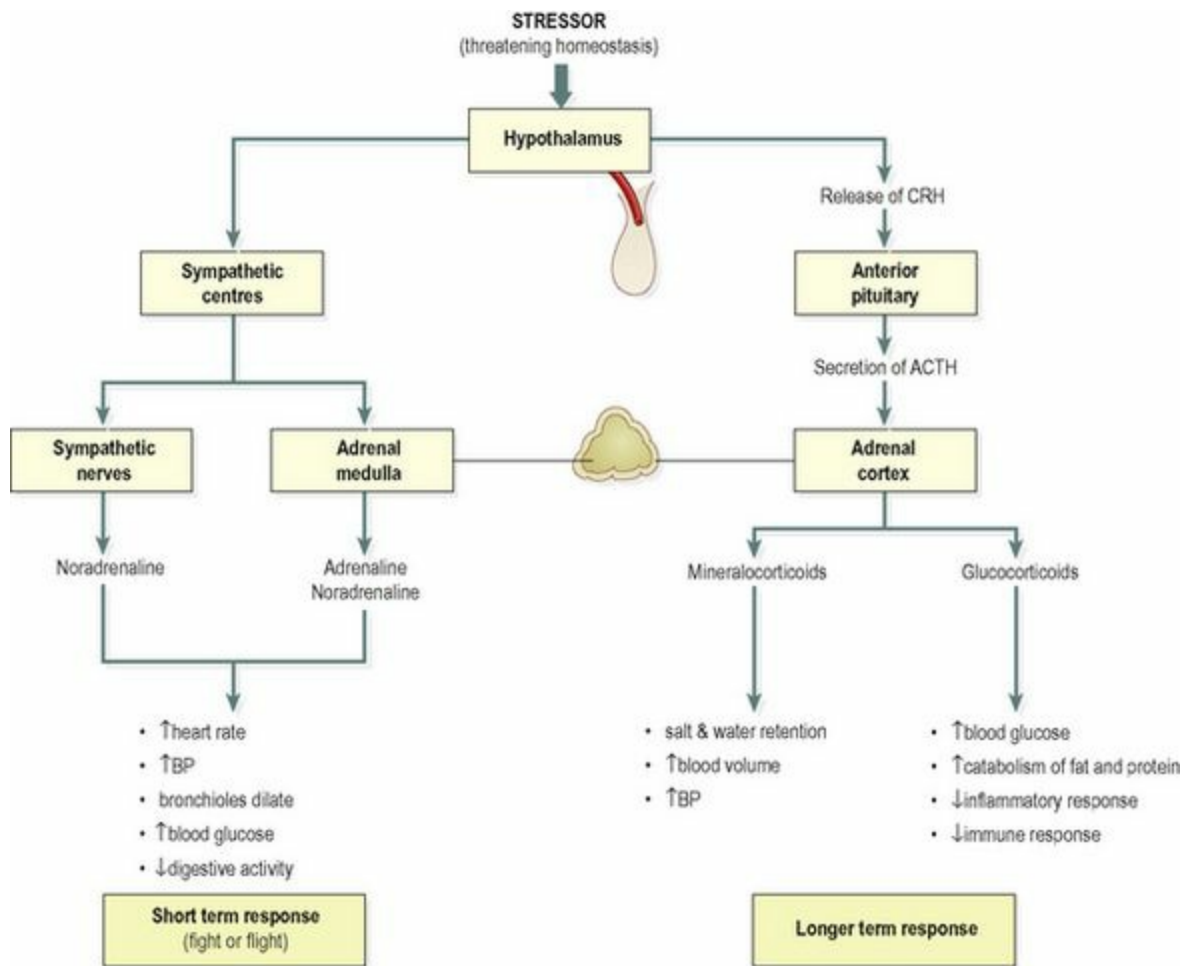 STRESSOR
(threatening homeostasis)
Hypothalamus
Release of CRH
Sympathetic
centres
Anterior
pituitary
Secretion of ACTH
Sympathetic
nerves
Adrenal
medulla
Adrenal
cortex
Noradrenaline
Adrenaline
Noradrenaline
Mineralocorticoids
Glucocorticoids
• ↑heart rate
• ↑BP
• bronchioles dilate
• ↑blood glucose
• ↓digestive activity
• salt & water retention
• ↑blood volume
• ↑BP
• ↑blood glucose
• ↑catabolism of fat and protein
• ↓inflammatory response
• ↓immune response
Short term response
(fight or flight)
Longer term response